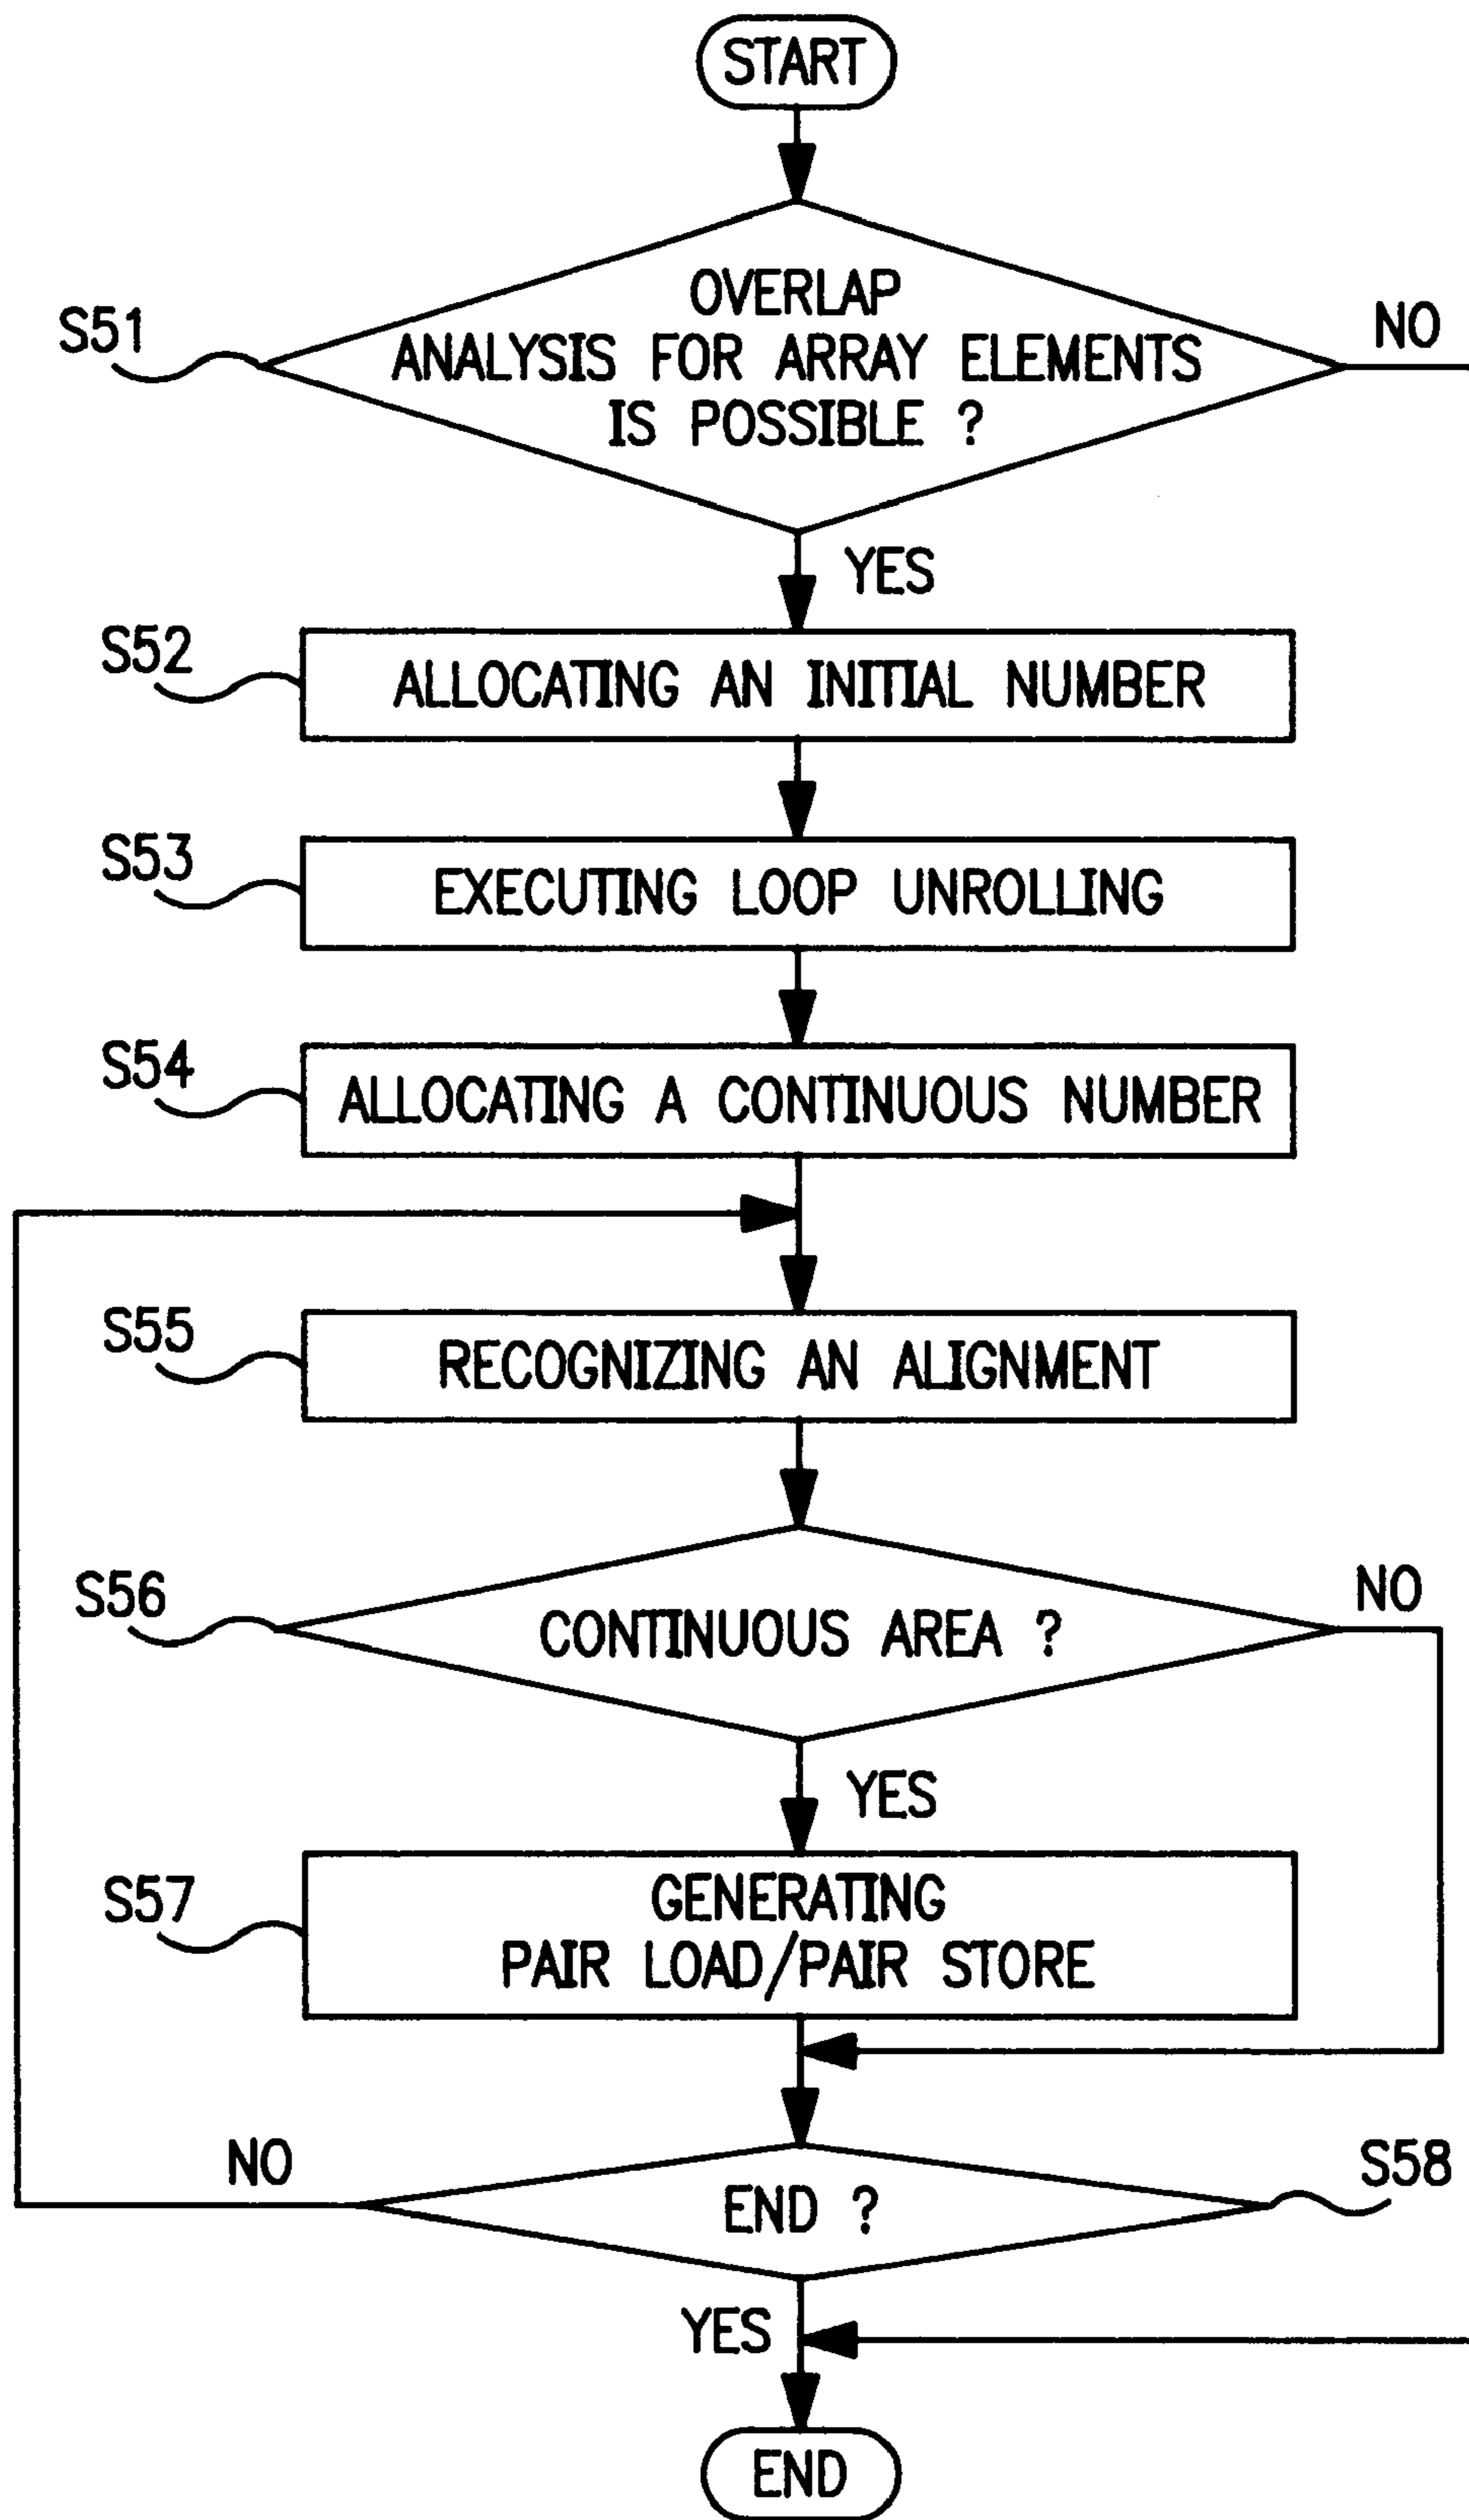 START
OVERLAP
ANALYSIS FOR ARRAY ELEMENTS
IS POSSIBLE ?
S51
NO
YES
S52
ALLOCATING AN INITIAL NUMBER
S53
EXECUTING LOOP UNROLLING
S54
ALLOCATING A CONTINUOUS NUMBER
S55
RECOGNIZING AN ALIGNMENT
S56
CONTINUOUS AREA ?
NO
YES
S57
GENERATING
PAIR LOAD/PAIR STORE
NO
END ?
S58
YES
END